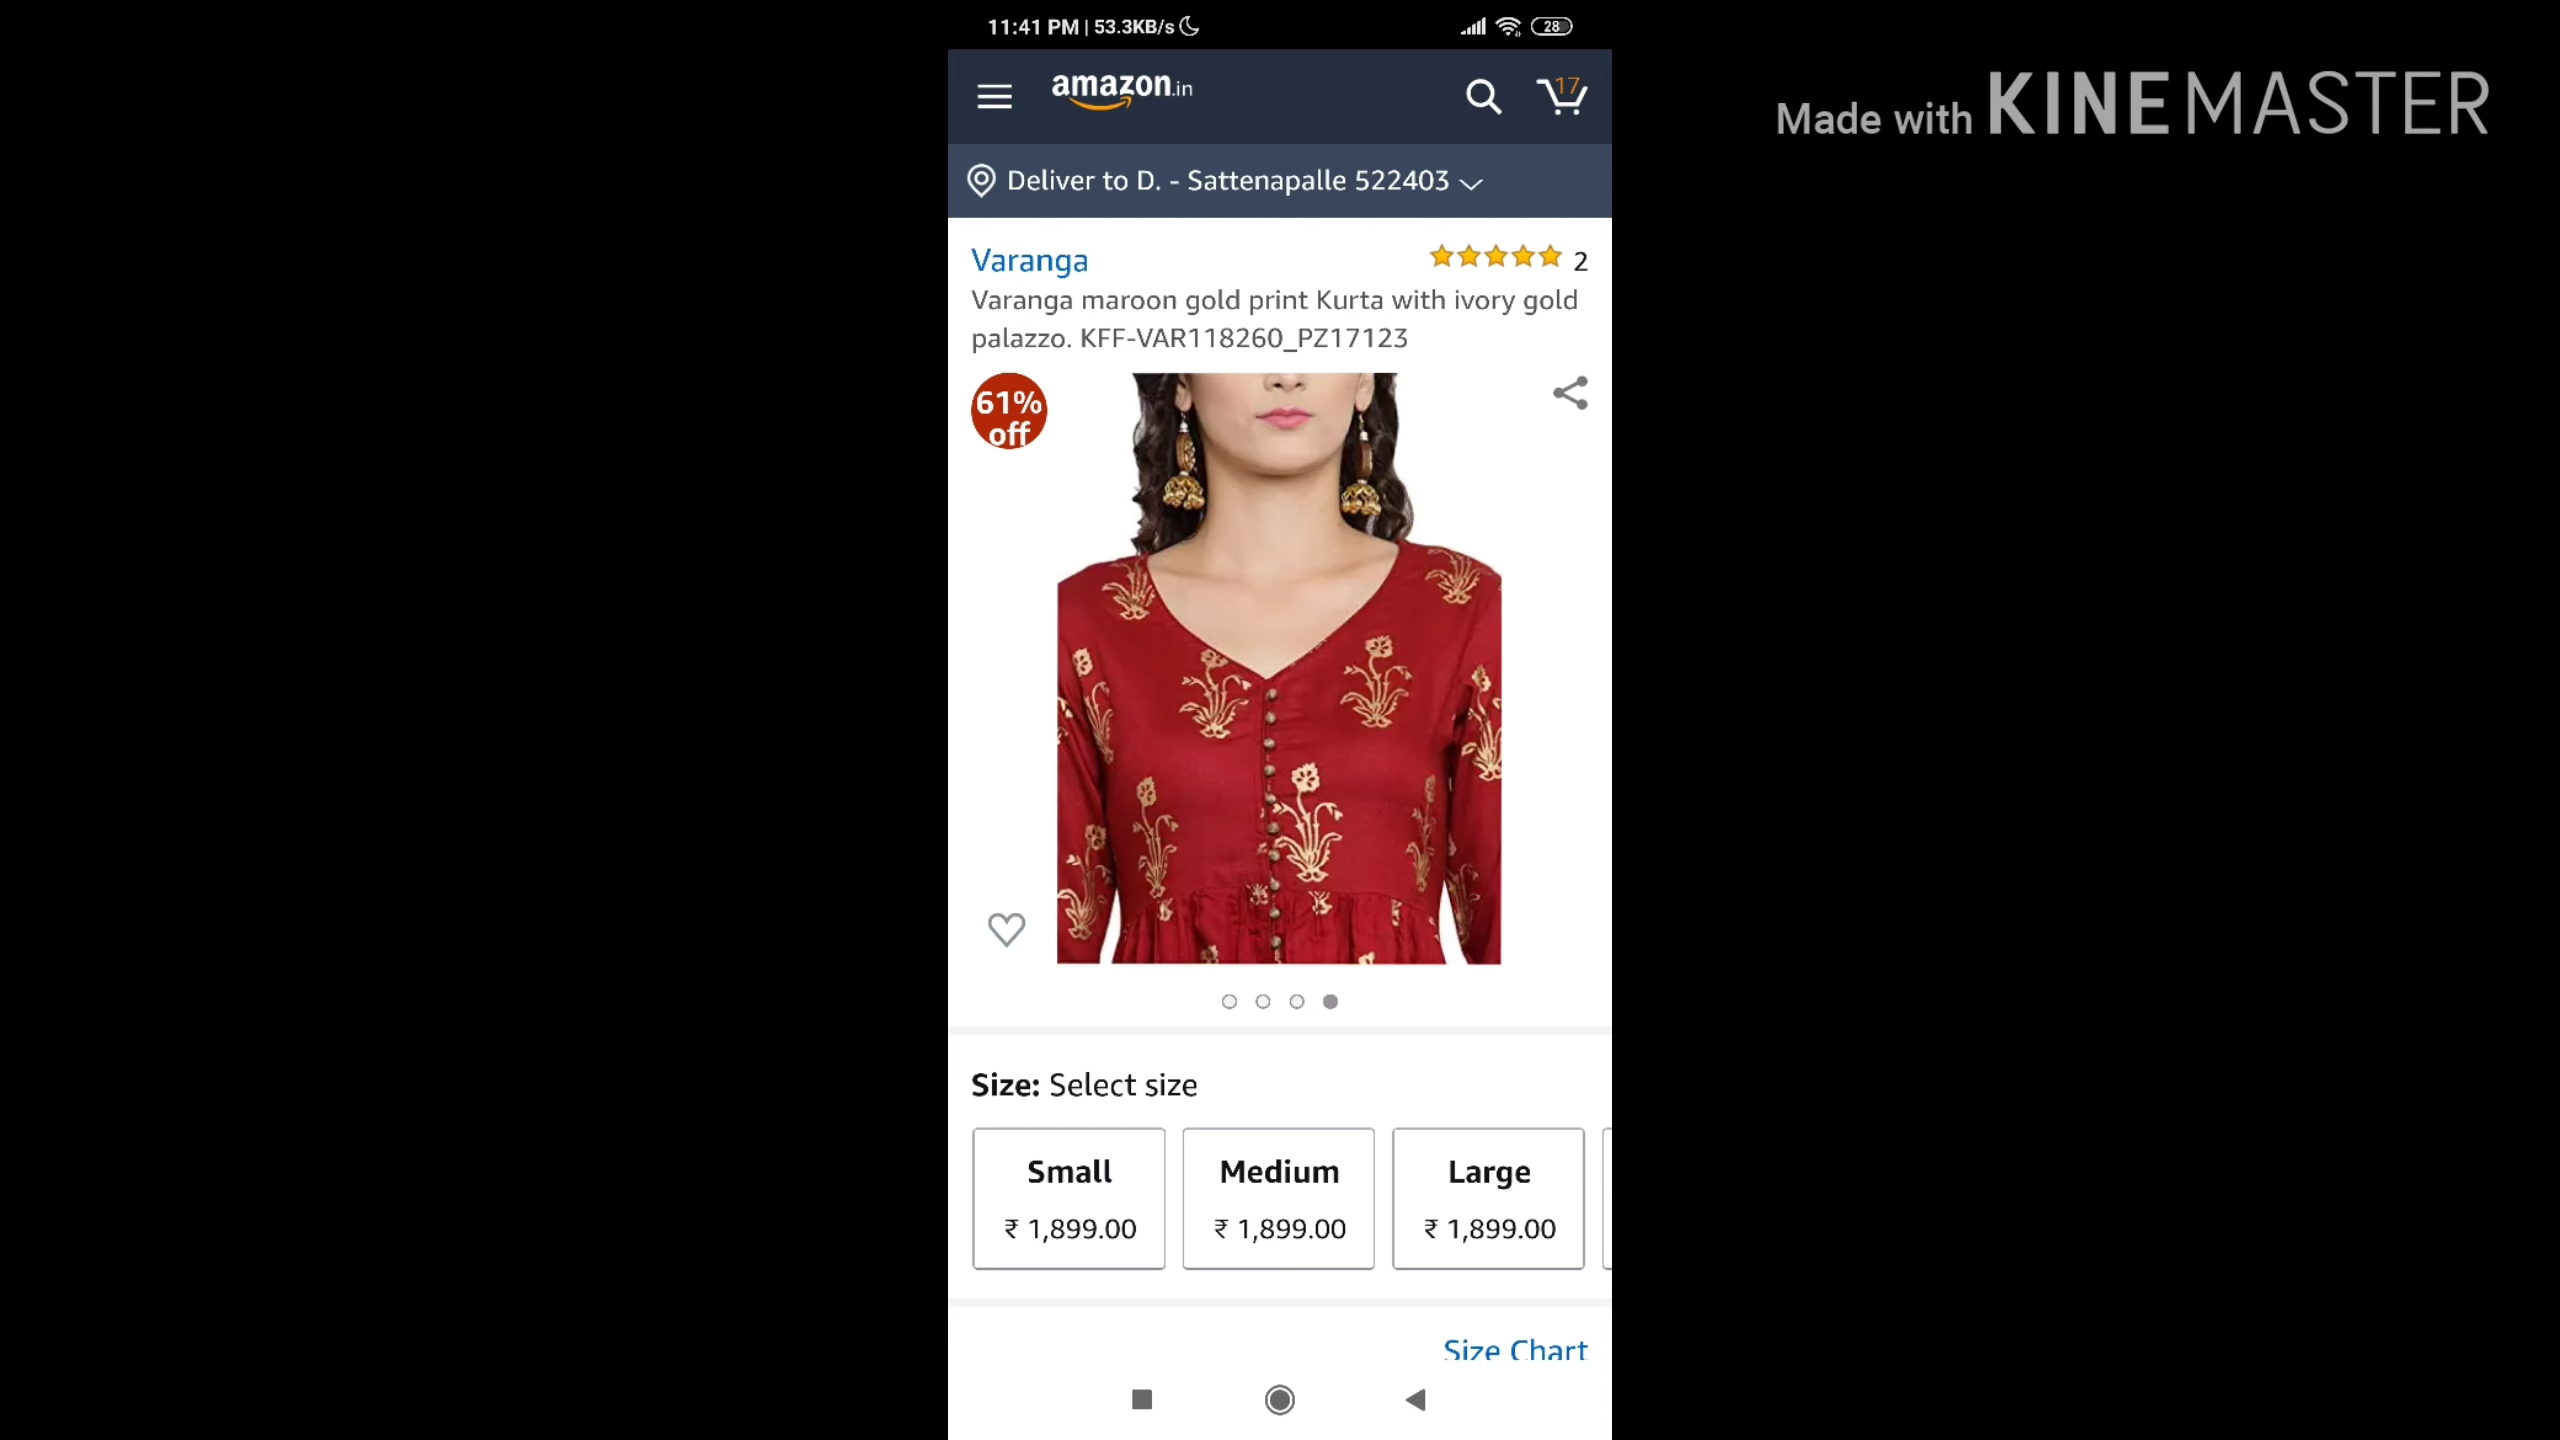 11:41 PM | 53.3KB/s
28
Made with KINEMASTER
amazon.in
17
Deliver to D. - Sattenapalle 522403
Varanga
2
Varanga maroon gold print Kurta with ivory gold
palazzo. KFF-VAR118260_PZ17123
61%
off
Size: Select size
Small
Medium
Large
₹ 1,899.00
₹ 1,899.00
₹ 1,899.00
Size Chart